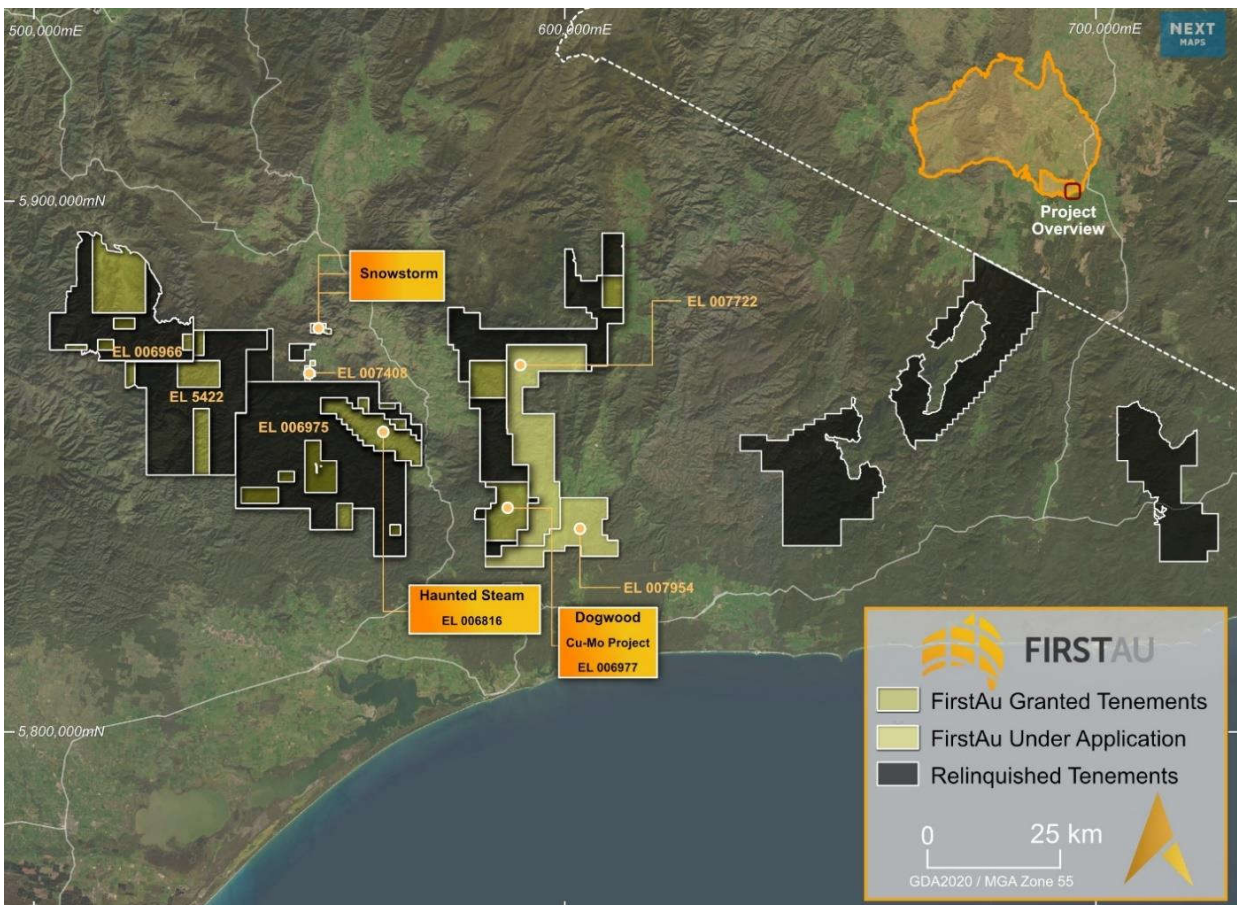 500,000mE
600,000mE
700,000mE
NEXT
MAPS
5,900,000mN
Project
Overview
Snowstorm
EL 007722
EL 006966
EL 007408
EL 5422
EL 006975
EL 007954
Haunted Steam
EL 006816
Dogwood
Cu-Mo Project
EL 006977
5,800,000mN
FIRSTAU
FirstAu Granted Tenements
FirstAu Under Application
Relinquished Tenements
0 25 km
GDA2020 / MGA Zone 55